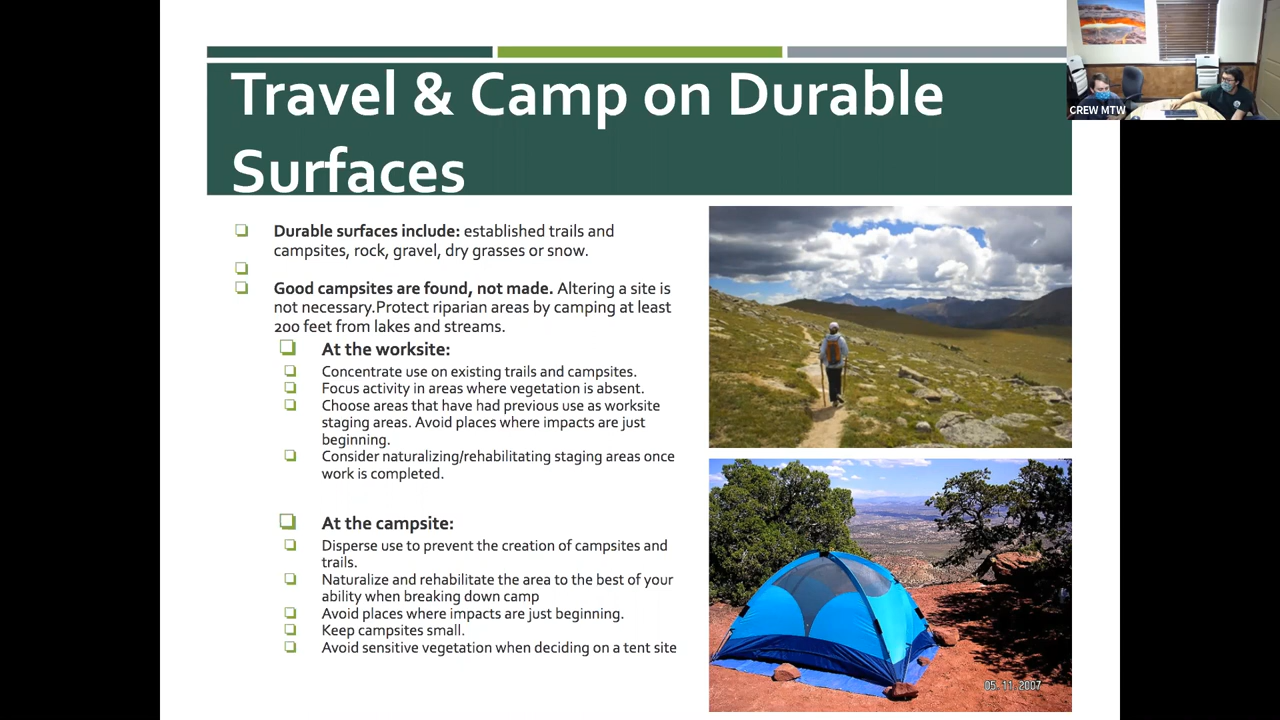 Travel & Camp on Durable
Surfaces
CREW MTW
Durable surfaces include: established trails and
campsites, rock, gravel, dry grasses or snow.
Good campsites are found, not made. Altering a site is
not necessary.Protect riparian areas by camping at least
200 feet from lakes and streams.
At the worksite:
Concentrate use on existing trails and campsites.
Focus activity in areas where vegetation is absent.
Choose areas that have had previous use as worksite
staging areas. Avoid places where impacts are just
beginning.
Consider naturalizing/rehabilitating staging areas once
work is completed.
At the campsite:
Disperse use to prevent the creation of campsites and
trails.
Naturalize and rehabilitate the area to the best of your
ability when breaking down camp
Avoid places where impacts are just beginning.
Keep campsites small.
Avoid sensitive vegetation when deciding on a tent site
05. 11. 2007